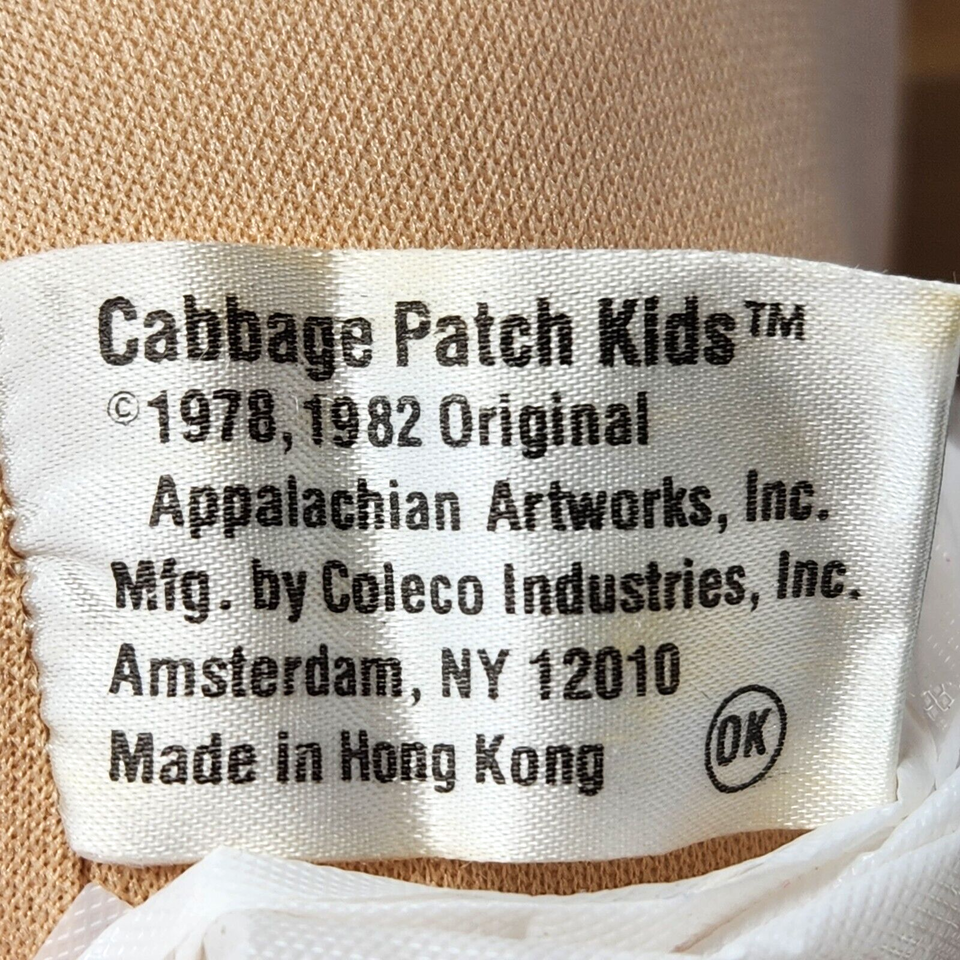 Cabbage Patch Kids™
©1978, 1982 Original
Appalachian Artworks, Inc.
Mfg. by Coleco Industries, Inc.
Amsterdam, NY 12010
Made in Hong Kong
OK